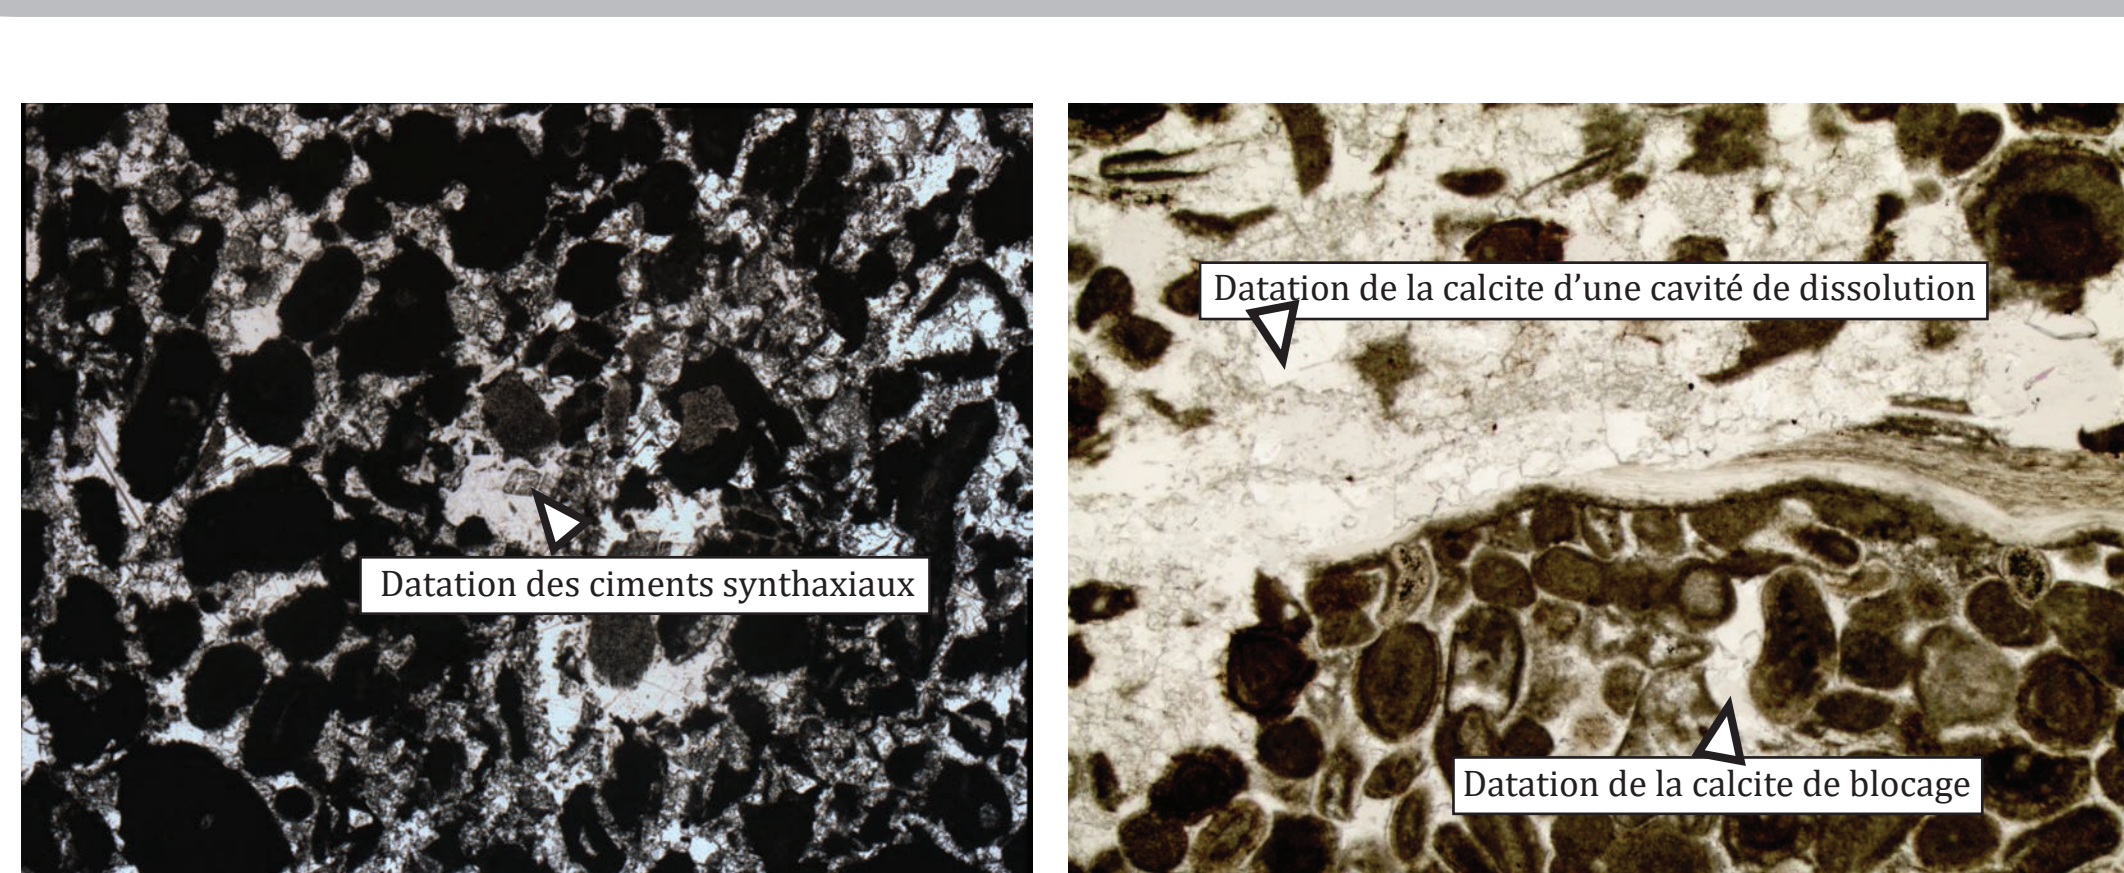 Datation des ciments synthaxiaux
Datation de la calcite d'une cavité de dissolution
Datation de la calcite de blocage